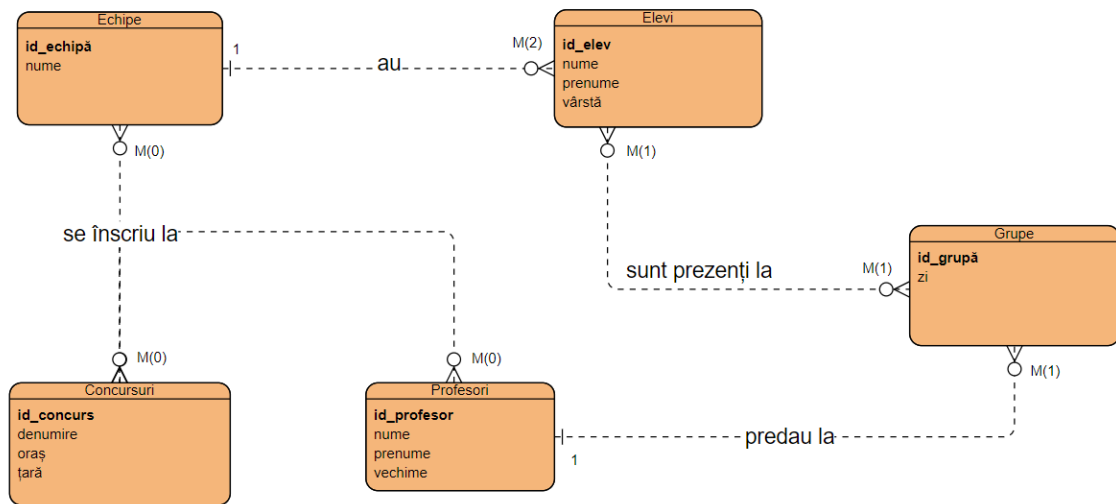 Echipe
id_echipă
nume
1
au
M(2)
Elevi
id_elev
nume
prenume
vârstă
M(0)
M(1)
se înscriu la
sunt prezenți la
M(1)
Grupe
id_grupă
zi
M(0)
M(0)
M(1)
Concursuri
id_concurs
denumire
oraș
țară
Profesori
id_profesor
nume
prenume
vechime
1
predau la